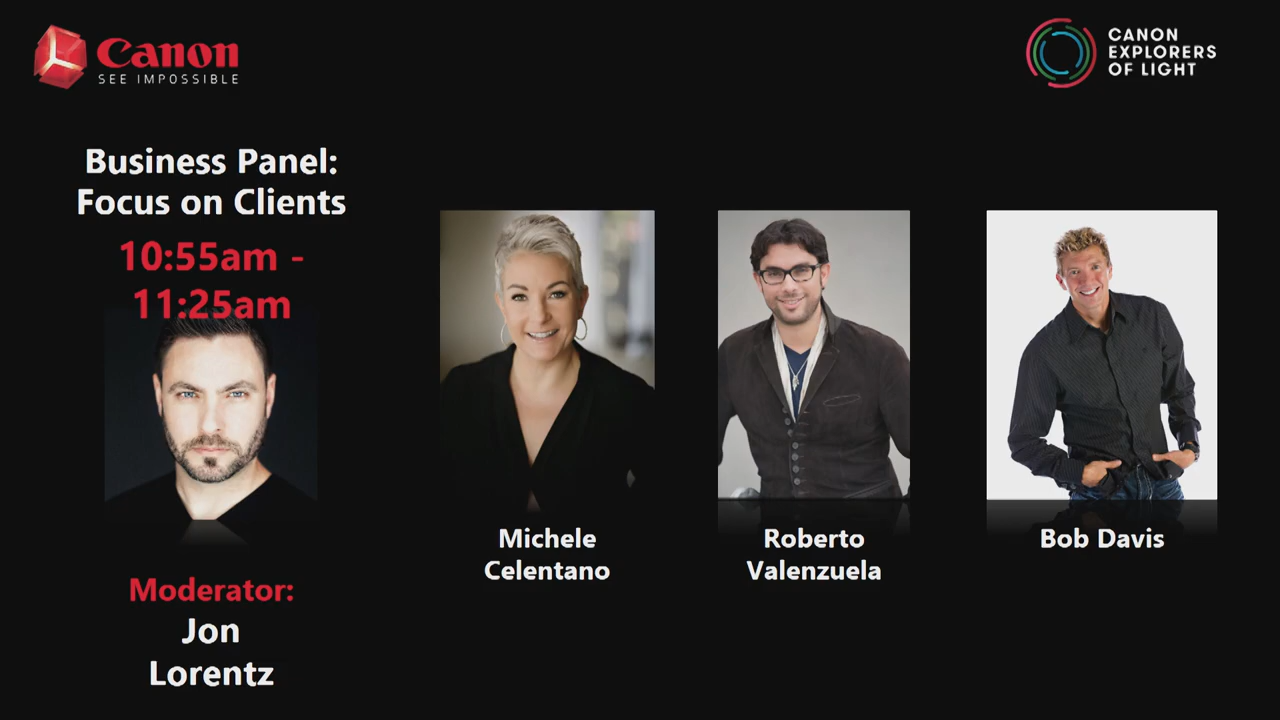 Canon
SEE IMPOSSIBLE
CANON
EXPLORERS
OF LIGHT
Business Panel:
Focus on Clients
10:55am -
11:25am
Moderator:
Jon
Lorentz
Michele
Celentano
Roberto
Valenzuela
Bob Davis